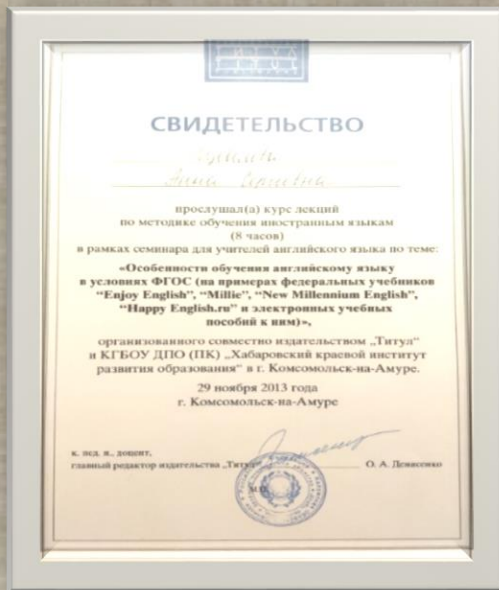 СВИДЕТЕЛЬСТВО
Анна Сергеевна
прослушал(а) курс лекций
по методике обучения иностранным языкам
(8 часов)
в рамках семинара для учителей английского языка по теме:
«Особенности обучения английскому языку
в условиях ФГОС (на примерах федеральных учебников
“Enjoy English”, “Millie”, “New Millennium English”,
“Happy English.ru” и электронных учебных
пособий к ним)»,
организованного совместно издательством „Титул“
и КГБОУ ДПО (ПК) „Хабаровский краевой институт
развития образования“ в г. Комсомольск-на-Амуре.
29 ноября 2013 года
г. Комсомольск-на-Амуре
к. пед. н., доцент,
главный редактор издательства „Титул“ О. А. Денисенко
М.П.